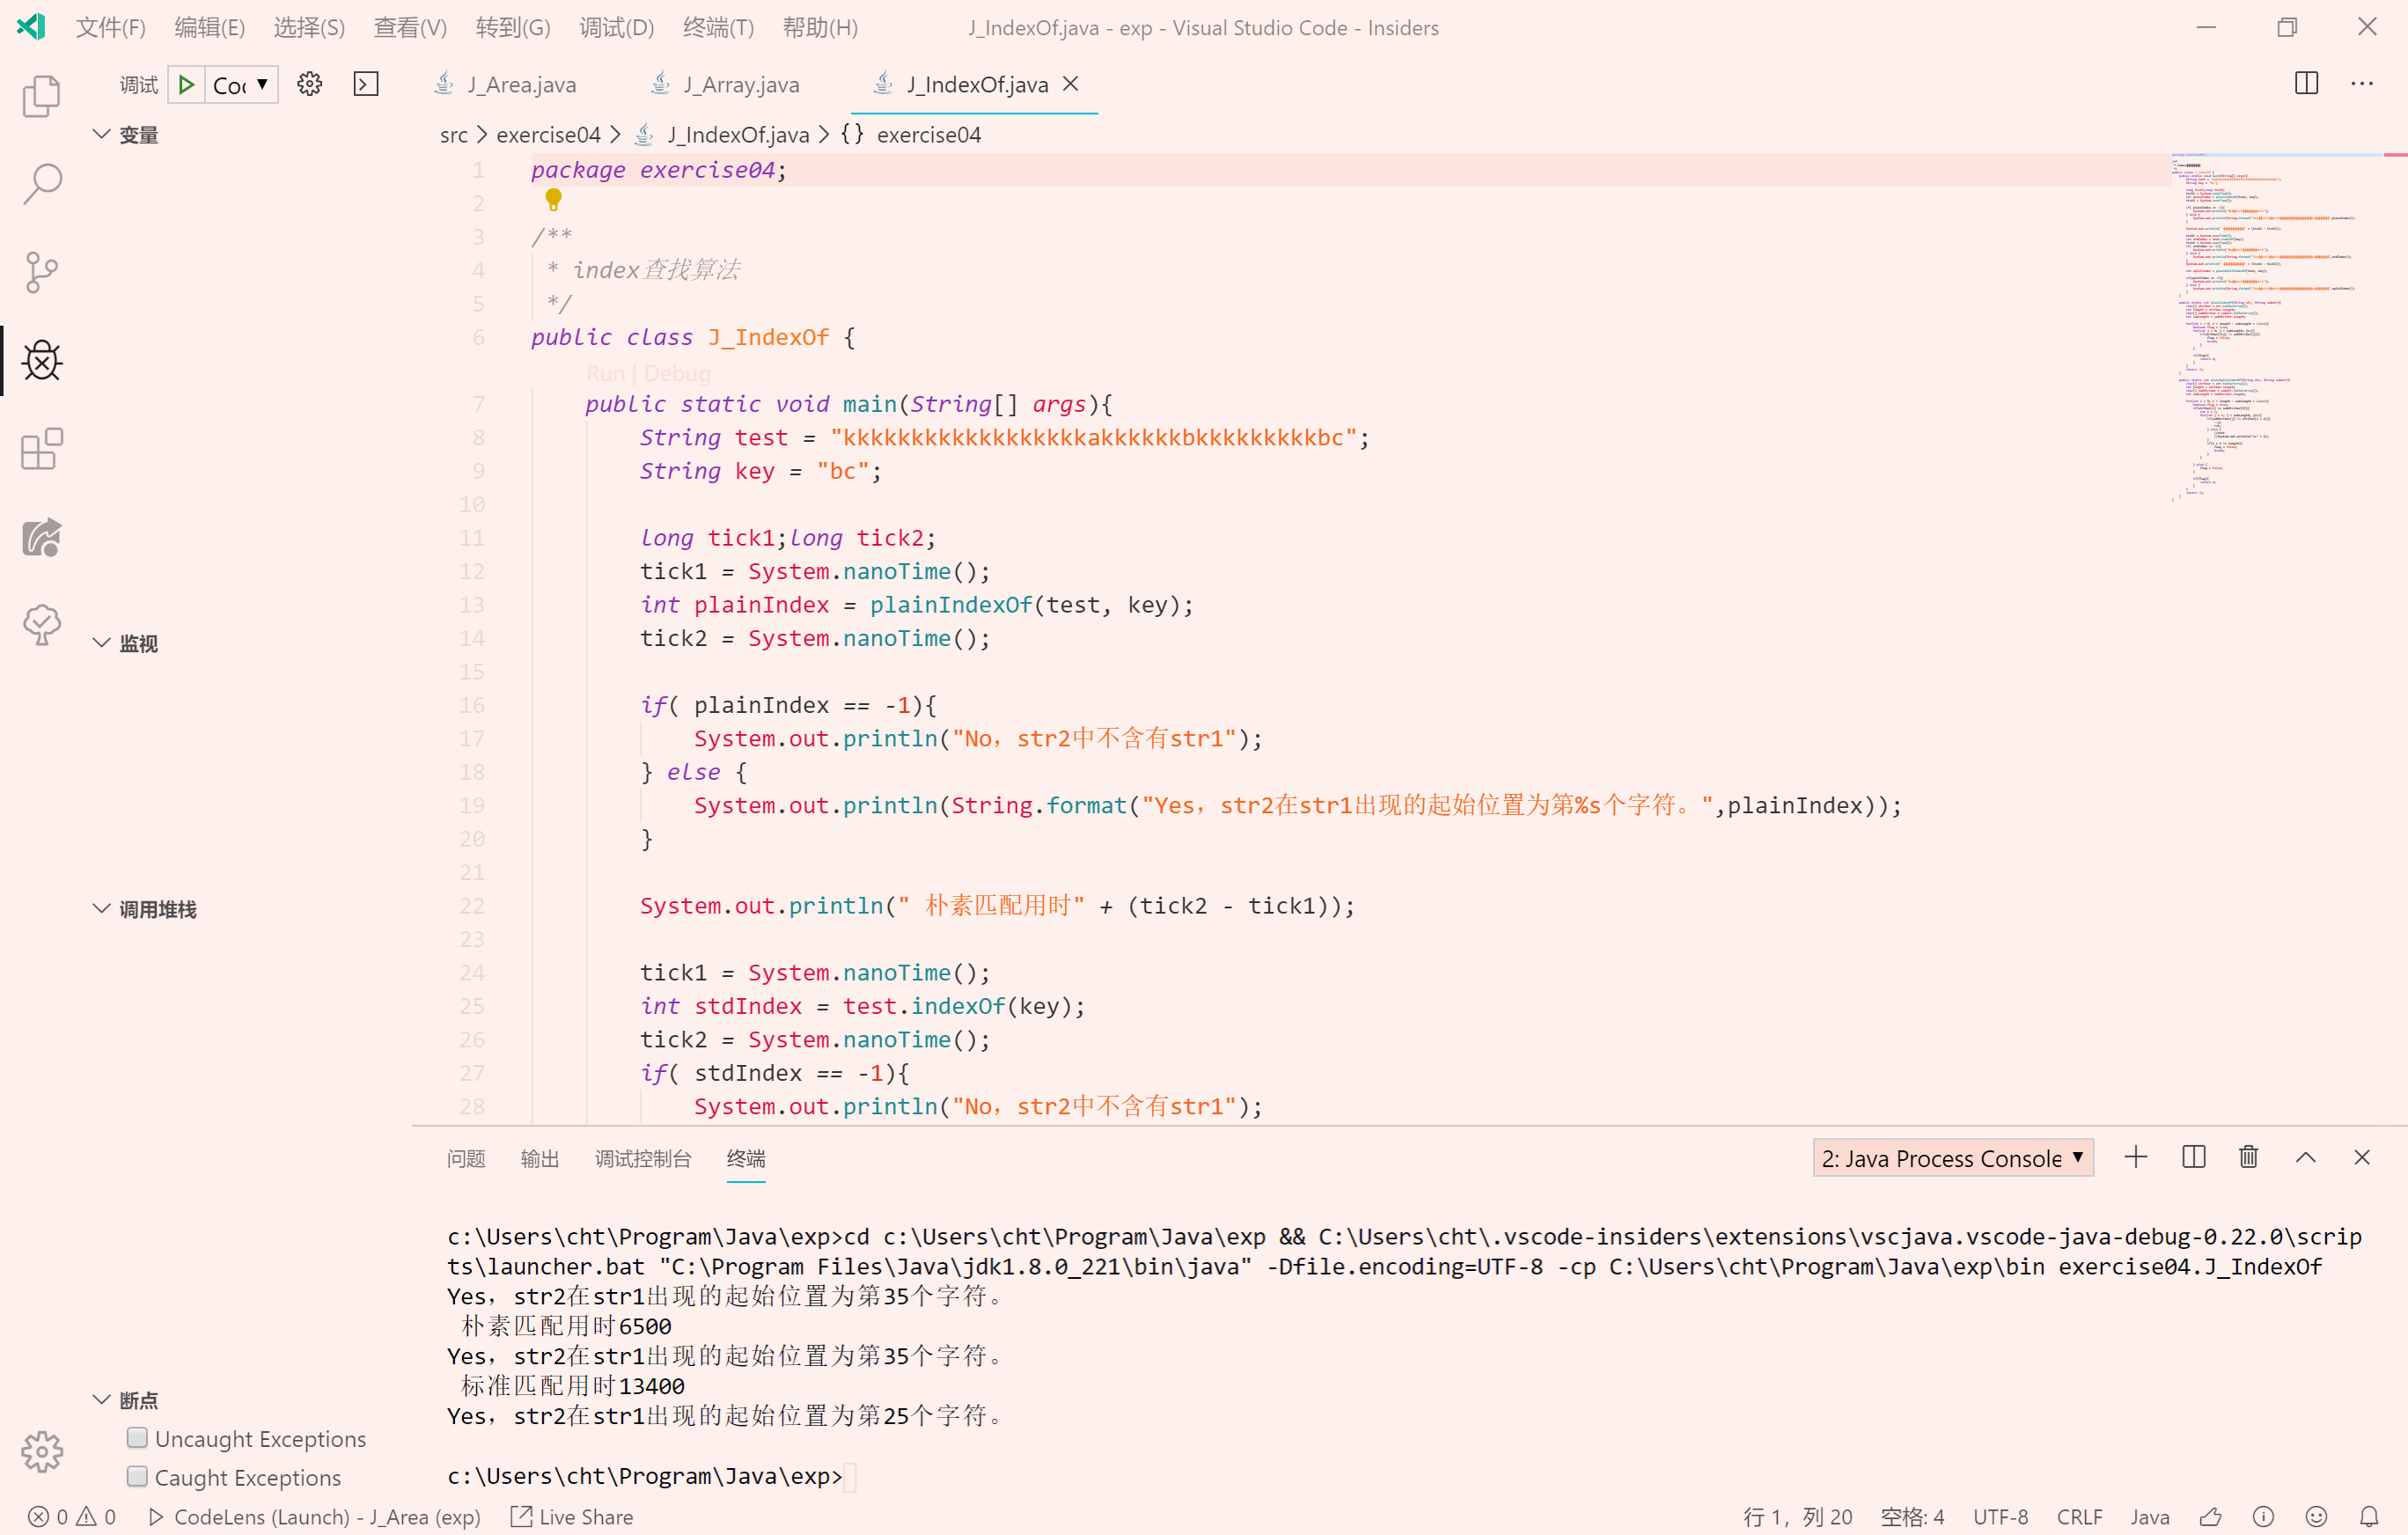 文件(F) 编辑(E) 选择(S) 查看(V) 转到(G) 调试(D) 终端(T) 帮助(H) J_IndexOf.java - exp - Visual Studio Code - Insiders
调试 J_Area.java J_Array.java J_IndexOf.java
变量
src > exercise04 > J_IndexOf.java > {} exercise04
1 package exercise04;
2
3 /**
4 * index查找算法
5 */
6 public class J_IndexOf {
Run | Debug
7 public static void main(String[] args){
8 String test = "kkkkkkkkkkkkkkkkkkakkkkkkbkkkkkkkkkbc";
9 String key = "bc";
10
11 long tick1;long tick2;
12 tick1 = System.nanoTime();
13 int plainIndex = plainIndexOf(test, key);
14 tick2 = System.nanoTime();
15
16 if( plainIndex == -1){
17 System.out.println("No，str2中不含有str1");
18 } else {
19 System.out.println(String.format("Yes，str2在str1出现的起始位置为第%s个字符。",plainIndex));
20 }
21
22 System.out.println(" 朴素匹配用时" + (tick2 - tick1));
23
24 tick1 = System.nanoTime();
25 int stdIndex = test.indexOf(key);
26 tick2 = System.nanoTime();
27 if( stdIndex == -1){
28 System.out.println("No，str2中不含有str1");
监视
调用堆栈
断点
Uncaught Exceptions
Caught Exceptions
问题 输出 调试控制台 终端 2: Java Process Console
c:\Users\cht\Program\Java\exp>cd c:\Users\cht\Program\Java\exp && C:\Users\cht\.vscode-insiders\extensions\vscjava.vscode-java-debug-0.22.0\scrip
ts\launcher.bat "C:\Program Files\Java\jdk1.8.0_221\bin\java" -Dfile.encoding=UTF-8 -cp C:\Users\cht\Program\Java\exp\bin exercise04.J_IndexOf
Yes，str2在str1出现的起始位置为第35个字符。
朴素匹配用时6500
Yes，str2在str1出现的起始位置为第35个字符。
标准匹配用时13400
Yes，str2在str1出现的起始位置为第25个字符。
c:\Users\cht\Program\Java\exp>
0 0 CodeLens (Launch) - J_Area (exp) Live Share 行 1，列 20 空格: 4 UTF-8 CRLF Java